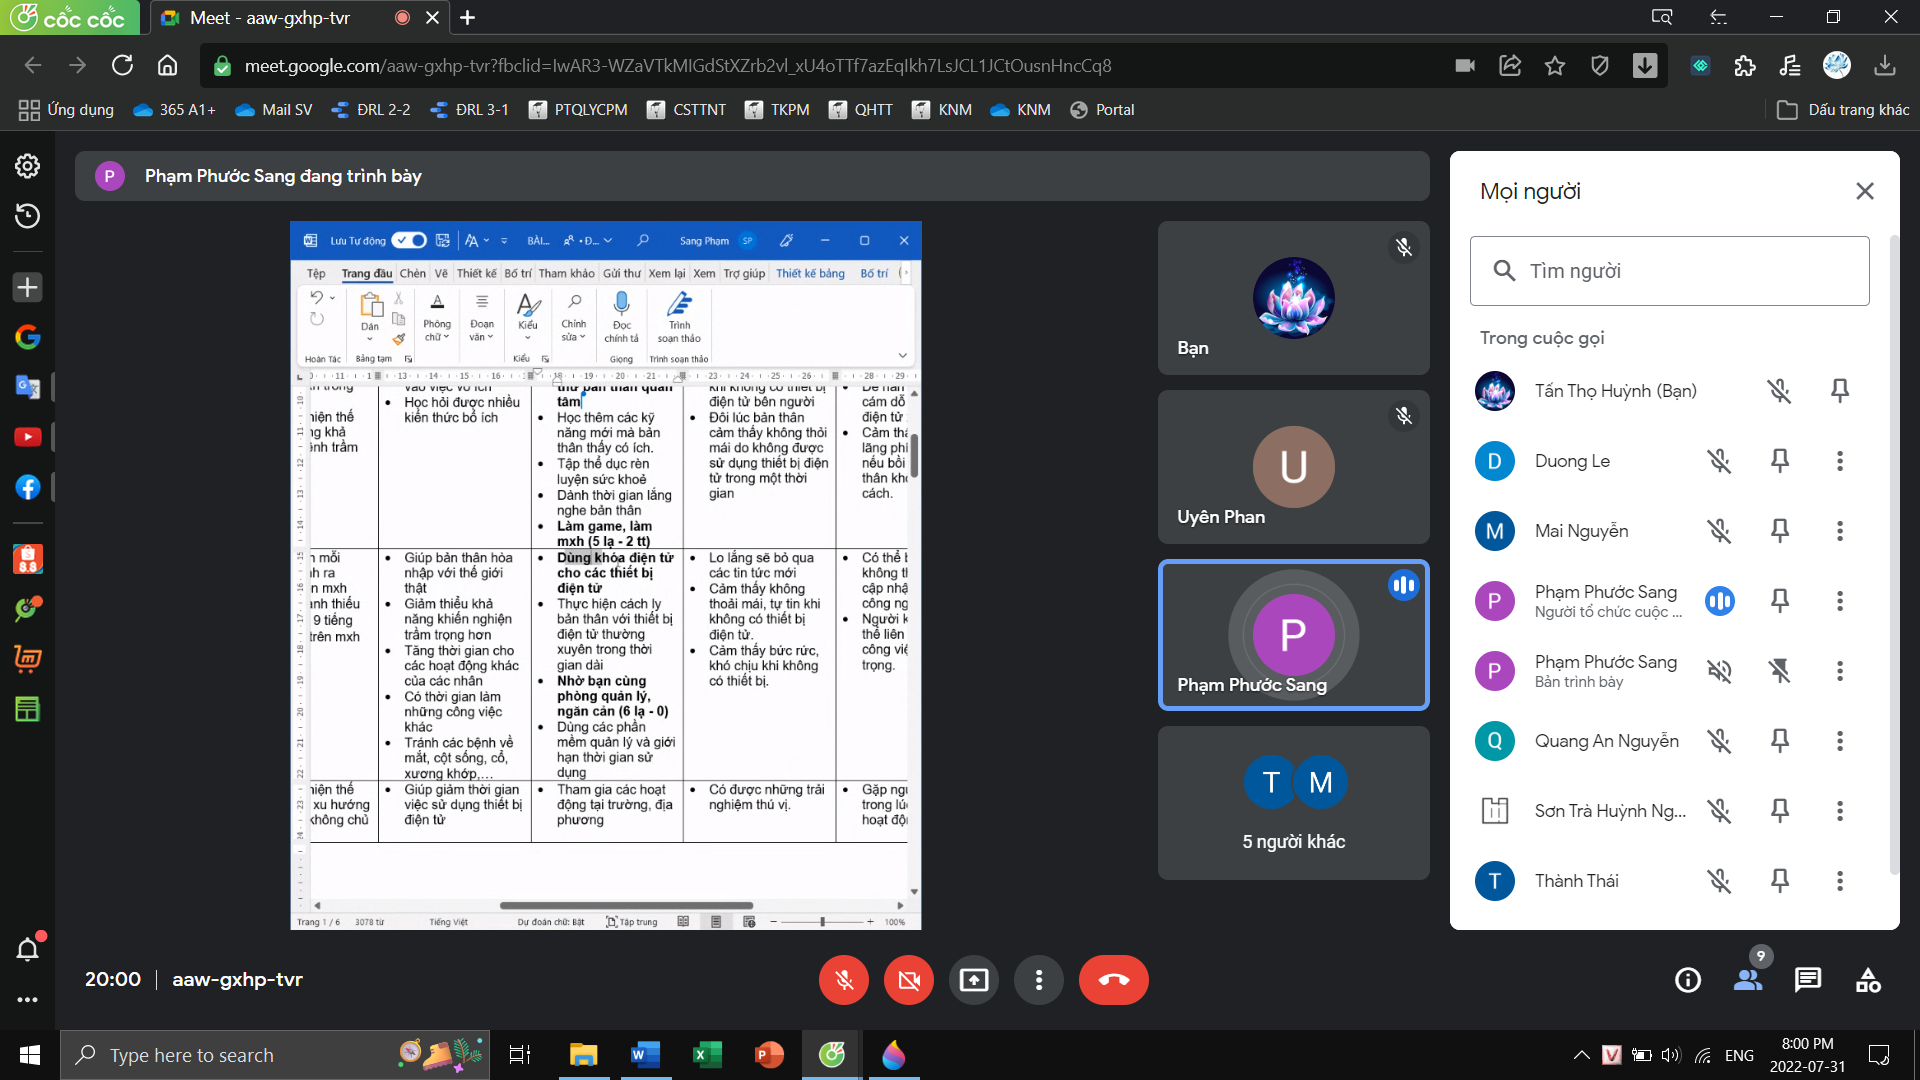 cốc cốc
Meet - aaw-gxhp-tvr
meet.google.com/aaw-gxhp-tvr?fbclid=IwAR3-WZaVTkMIGdStXZrb2vl_xU4oTTf7azEqIkh7LsJCL1JCtOusnHncCq8
Ứng dụng
365 A1+
Mail SV
ĐRL 2-2
ĐRL 3-1
PTQLYCPM
CSTTNT
TKPM
QHTT
KNM
KNM
Portal
Dấu trang khác
P
Phạm Phước Sang đang trình bày
Lưu Tự động
BÀI...
• Đ...
Sang Phạm
SP
Tệp
Trang đầu
Chèn
Vẽ
Thiết kế
Bố trí
Tham khảo
Gửi thư
Xem lại
Xem
Trợ giúp
Thiết kế bảng
Bố trí
Dán
Phông
chữ
Đoạn
văn
Kiểu
Chỉnh
sửa
Đọc
chính tả
Trình
soạn thảo
Hoàn Tác
Bảng tạm
Kiểu
Giọng
Trình soạn thảo
hiện thế
ng khả
ệnh trầm
vào việc vô ích
Học hỏi được nhiều
kiến thức bổ ích
thứ bản thân quan
tâm
Học thêm các kỹ
năng mới mà bản
thân thấy có ích.
Tập thể dục rèn
luyện sức khoẻ
Dành thời gian lắng
nghe bản thân
Làm game, làm
mxh (5 lạ - 2 tt)
khi không có thiết bị
điện tử bên người
Đôi lúc bản thân
cảm thấy không thỏi
mái do không được
sử dụng thiết bị điện
tử trong một thời
gian
cám dỗ
điện tử
Cảm thấ
lãng phí
nếu bồi
thân kh
cách.
n mỗi
nh ra
n mxh
ành thiếu
9 tiếng
trên mxh
Giúp bản thân hòa
nhập với thế giới
thật
Giảm thiểu khả
năng khiến nghiện
trầm trọng hơn
Tăng thời gian cho
các hoạt động khác
của các nhân
Có thời gian làm
những công việc
khác
Tránh các bệnh về
mắt, cột sống, cổ,
xương khớp,...
Dùng khóa điện tử
cho các thiết bị
điện tử
Thực hiện cách ly
bản thân với thiết bị
điện tử thường
xuyên trong thời
gian dài
Nhờ bạn cùng
phòng quản lý,
ngăn cản (6 lạ - 0)
Dùng các phần
mềm quản lý và giới
hạn thời gian sử
dụng
Lo lắng sẽ bỏ qua
các tin tức mới
Cảm thấy không
thoải mái, tự tin khi
không có thiết bị
điện tử.
Cảm thấy bức rức,
khó chịu khi không
có thiết bị.
Có thể b
không th
cập nhậ
công ng
Người k
thể liên
công việ
trọng.
hiện thế
xu hướng
không chủ
Giúp giảm thời gian
việc sử dụng thiết bị
điện tử
Tham gia các hoạt
động tại trường, địa
phương
Có được những trải
nghiệm thú vị.
Gặp ngu
trong lú
hoạt độ
Trang 1 / 6
3078 từ
Tiếng Việt
Dự đoán chữ: Bật
Tập trung
100%
Bạn
U
Uyên Phan
P
Phạm Phước Sang
T M
5 người khác
Mọi người
Tìm người
Trong cuộc gọi
Tấn Thọ Huỳnh (Bạn)
D
Duong Le
M
Mai Nguyễn
P
Phạm Phước Sang
Người tổ chức cuộc ...
P
Phạm Phước Sang
Bản trình bày
Q
Quang An Nguyễn
Sơn Trà Huỳnh Ng...
T
Thành Thái
20:00
aaw-gxhp-tvr
9
Type here to search
ENG
8:00 PM
2022-07-31